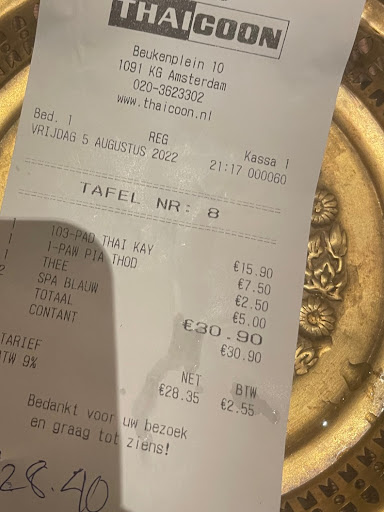 THAICOON
Beukenplein 10
1091 KG Amsterdam
020-3623302
www.thaicoon.nl
REG
Bed. 1 Kassa 1
VRIJDAG 5 AUGUSTUS 2022 21:17 000060
TAFEL NR: 8
1 103-PAD THAI KAY €15.90
1 1-PAW PIA THOD €7.50
1 THEE €2.50
2 SPA BLAUW €5.00
TOTAAL €30.90
CONTANT €30.90
TARIEF NET BTW
BTW 9% €28.35 €2.55
Bedankt voor uw bezoek
en graag tot ziens!
28.40